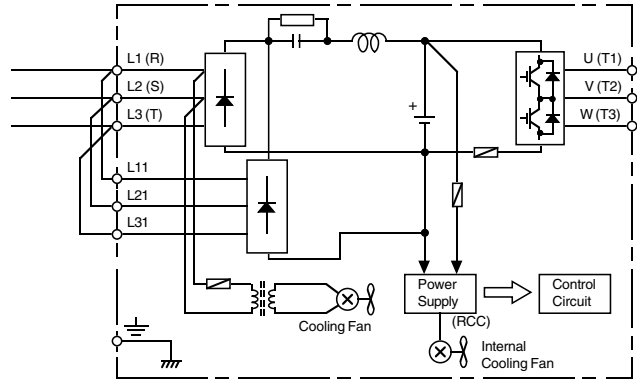 L1 (R)
L2 (S)
L3 (T)
L11
L21
L31
+
U (T1)
V (T2)
W (T3)
Power
Supply
(RCC)
Control
Circuit
Cooling Fan
Internal
Cooling Fan